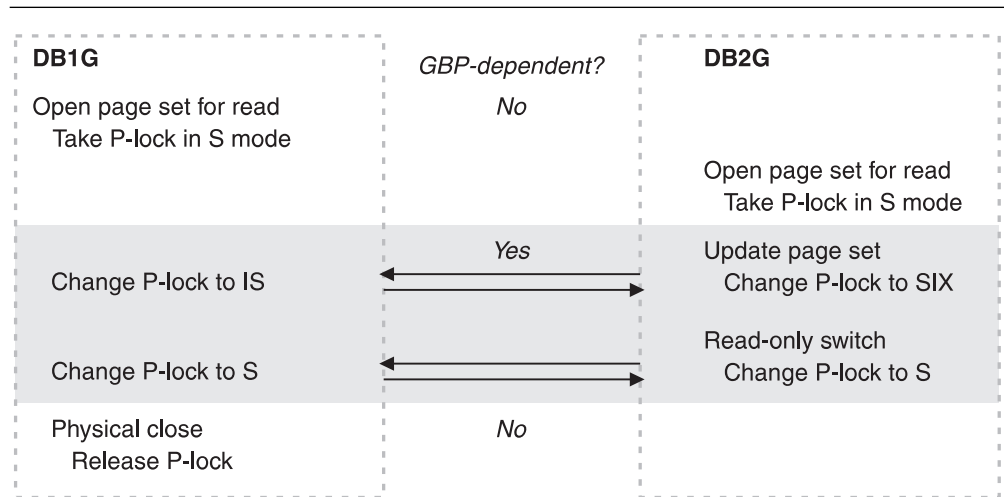 DB1G
GBP-dependent?
DB2G
Open page set for read
No
Take P-lock in S mode
Open page set for read
Take P-lock in S mode
Yes
Update page set
Change P-lock to IS
Change P-lock to SIX
Read-only switch
Change P-lock to S
Change P-lock to S
Physical close
No
Release P-lock